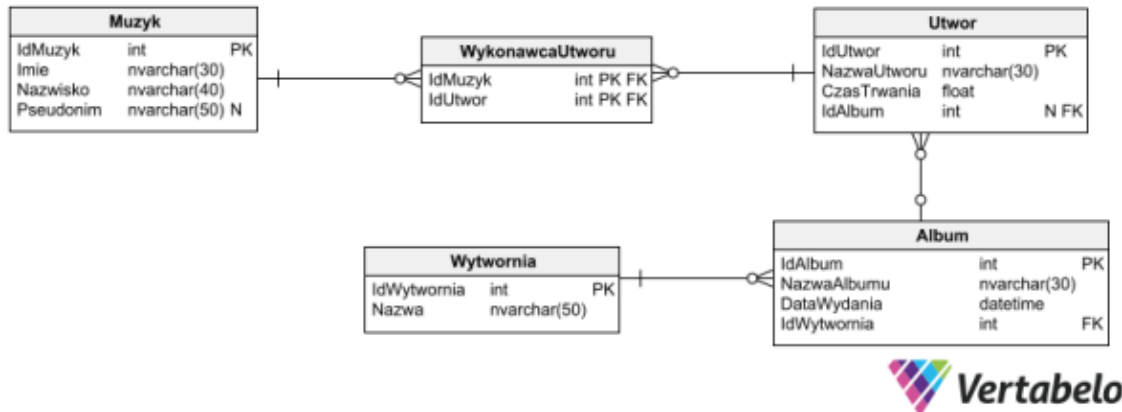 Muzyk
IdMuzyk int PK
Imie nvarchar(30)
Nazwisko nvarchar(40)
Pseudonim nvarchar(50) N
WykonawcaUtworu
IdMuzyk int PK FK
IdUtwor int PK FK
Utwor
IdUtwor int PK
NazwaUtworu nvarchar(30)
CzasTrwania float
IdAlbum int N FK
Wytwornia
IdWytwornia int PK
Nazwa nvarchar(50)
Album
IdAlbum int PK
NazwaAlbumu nvarchar(30)
DataWydania datetime
IdWytwornia int FK
Vertabelo